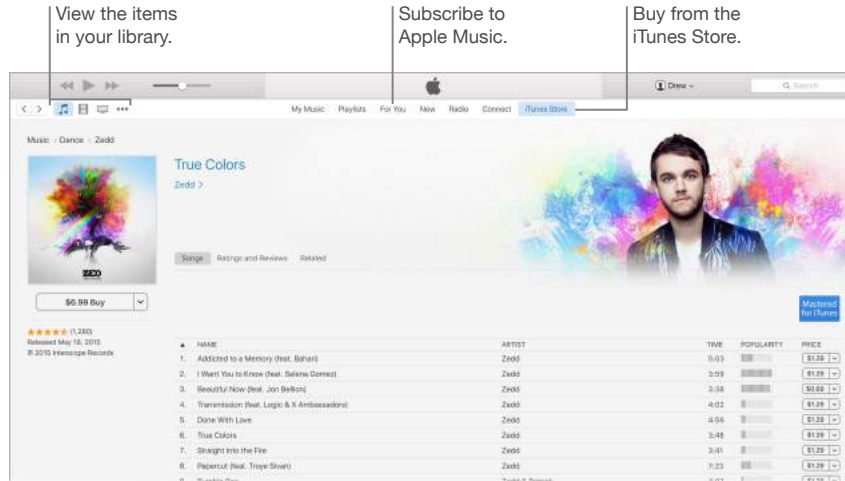 View the items
in your library.
Subscribe to
Apple Music.
Buy from the
iTunes Store.
Drew
Search
My Music Playlists For You New Radio Connect iTunes Store
Music Dance Zedd
True Colors
Zedd >
ZEDD
Songs Ratings and Reviews Related
$6.99 Buy
Mastered
for iTunes
(1,280)
Released May 18, 2015
℗ 2015 Interscope Records
NAME ARTIST TIME POPULARITY PRICE
1. Addicted to a Memory (feat. Bahari) Zedd 5:03 $1.29
2. I Want You to Know (feat. Selena Gomez) Zedd 3:59 $1.29
3. Beautiful Now (feat. Jon Bellion) Zedd 3:38
4. Transmission (feat. Logic & X Ambassadors) Zedd 4:02 $1.29
5. Done With Love Zedd 4:56 $1.29
6. True Colors Zedd 3:48 $1.29
7. Straight Into the Fire Zedd 3:41 $1.29
8. Papercut (feat. Troye Sivan) Zedd 7:23 $1.29